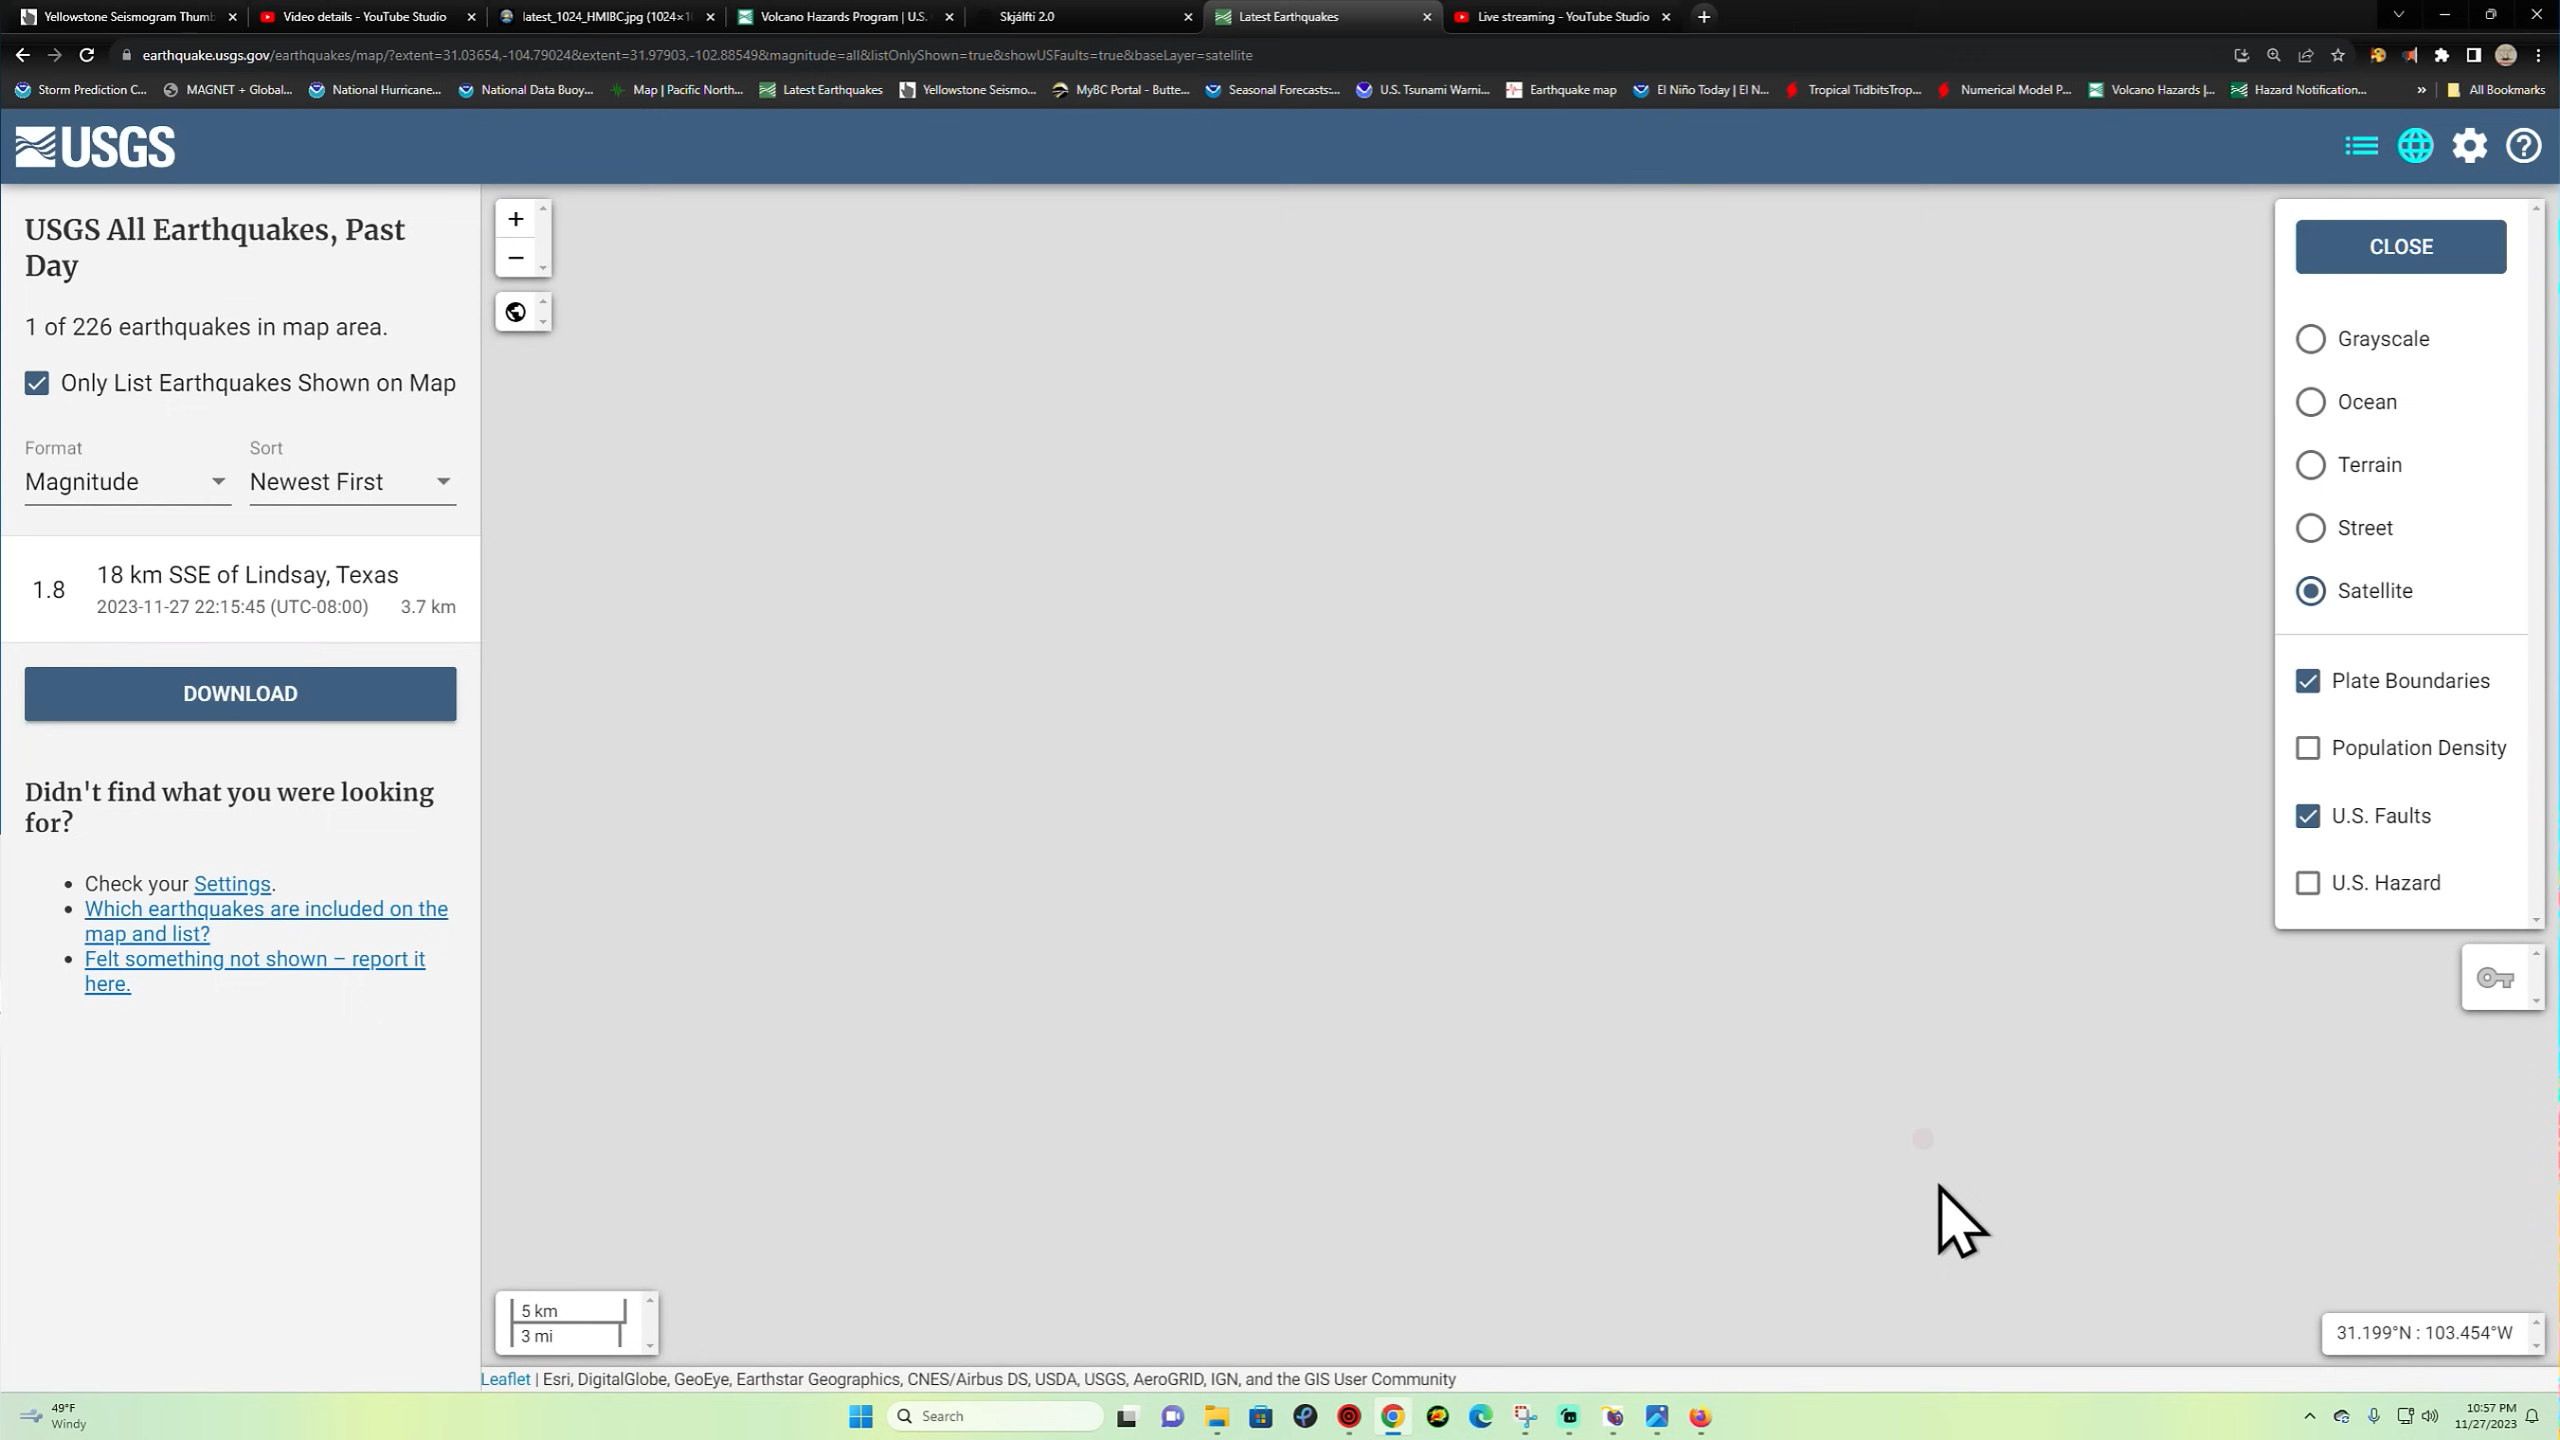 Yellowstone Seismogram Thumb
Video details - YouTube Studio
latest_1024_HMIBC.jpg (1024×1
Volcano Hazards Program | U.S.
Skjálfti 2.0
Latest Earthquakes
Live streaming - YouTube Studio
earthquake.usgs.gov/earthquakes/map/?extent=31.03654,-104.79024&extent=31.97903,-102.88549&magnitude=all&listOnlyShown=true&showUSFaults=true&baseLayer=satellite
Storm Prediction C...
MAGNET + Global...
National Hurricane...
National Data Buoy...
Map | Pacific North...
Latest Earthquakes
Yellowstone Seismo...
MyBC Portal - Butte...
Seasonal Forecasts:...
U.S. Tsunami Warni...
Earthquake map
El Niño Today | El N...
Tropical TidbitsTrop...
Numerical Model P...
Volcano Hazards |...
Hazard Notification...
»
All Bookmarks
USGS
USGS All Earthquakes, Past
Day
1 of 226 earthquakes in map area.
Only List Earthquakes Shown on Map
Format
Sort
Magnitude
Newest First
1.8
18 km SSE of Lindsay, Texas
2023-11-27 22:15:45 (UTC-08:00)
3.7 km
DOWNLOAD
Didn't find what you were looking
for?
• Check your Settings.
• Which earthquakes are included on the
map and list?
• Felt something not shown – report it
here.
+
−
CLOSE
Grayscale
Ocean
Terrain
Street
Satellite
Plate Boundaries
Population Density
U.S. Faults
U.S. Hazard
5 km
3 mi
31.199°N : 103.454°W
Leaflet | Esri, DigitalGlobe, GeoEye, Earthstar Geographics, CNES/Airbus DS, USDA, USGS, AeroGRID, IGN, and the GIS User Community
49°F
Windy
Search
10:57 PM
11/27/2023